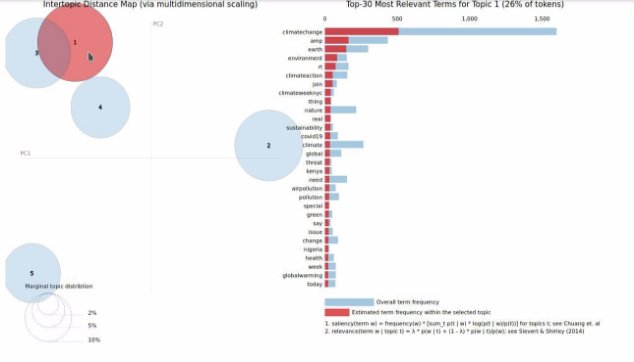 Intertopic Distance Map (via multidimensional scaling)
PC2
1
3
4
2
PC1
5
Marginal topic distribtion
2%
5%
10%
Top-30 Most Relevant Terms for Topic 1 (26% of tokens)
0
500
1,000
1,500
climatechange
amp
earth
environment
rt
climateaction
join
climateweeknyc
thing
nature
real
sustainability
covid19
climate
global
threat
kenya
need
airpollution
pollution
special
green
say
issue
change
nigeria
health
week
globalwarming
today
Overall term frequency
Estimated term frequency within the selected topic
1. saliency(term w) = frequency(w) * [sum_t p(t | w) * log(p(t | w)/p(t))] for topics t; see Chuang et. al
2. relevance(term w | topic t) = λ * p(w | t) + (1 - λ) * p(w | t)/p(w); see Sievert & Shirley (2014)